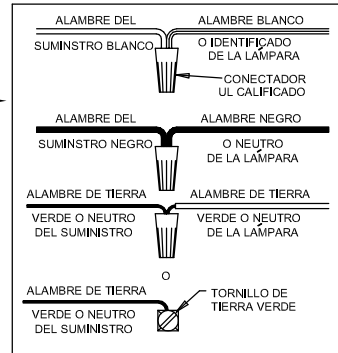 ALAMBRE DEL
ALAMBRE BLANCO
SUMINSTRO BLANCO
O IDENTIFICADO
DE LA LÁMPARA
CONECTADOR
UL CALIFICADO
ALAMBRE DEL
ALAMBRE NEGRO
SUMINSTRO NEGRO
O NEUTRO
DE LA LÁMPARA
ALAMBRE DE TIERRA
ALAMBRE DE TIERRA
VERDE O NEUTRO
DEL SUMINISTRO
VERDE O NEUTRO
DE LA LÁMPARA
O
ALAMBRE DE TIERRA
VERDE O NEUTRO
DEL SUMINISTRO
TORNILLO DE
TIERRA VERDE